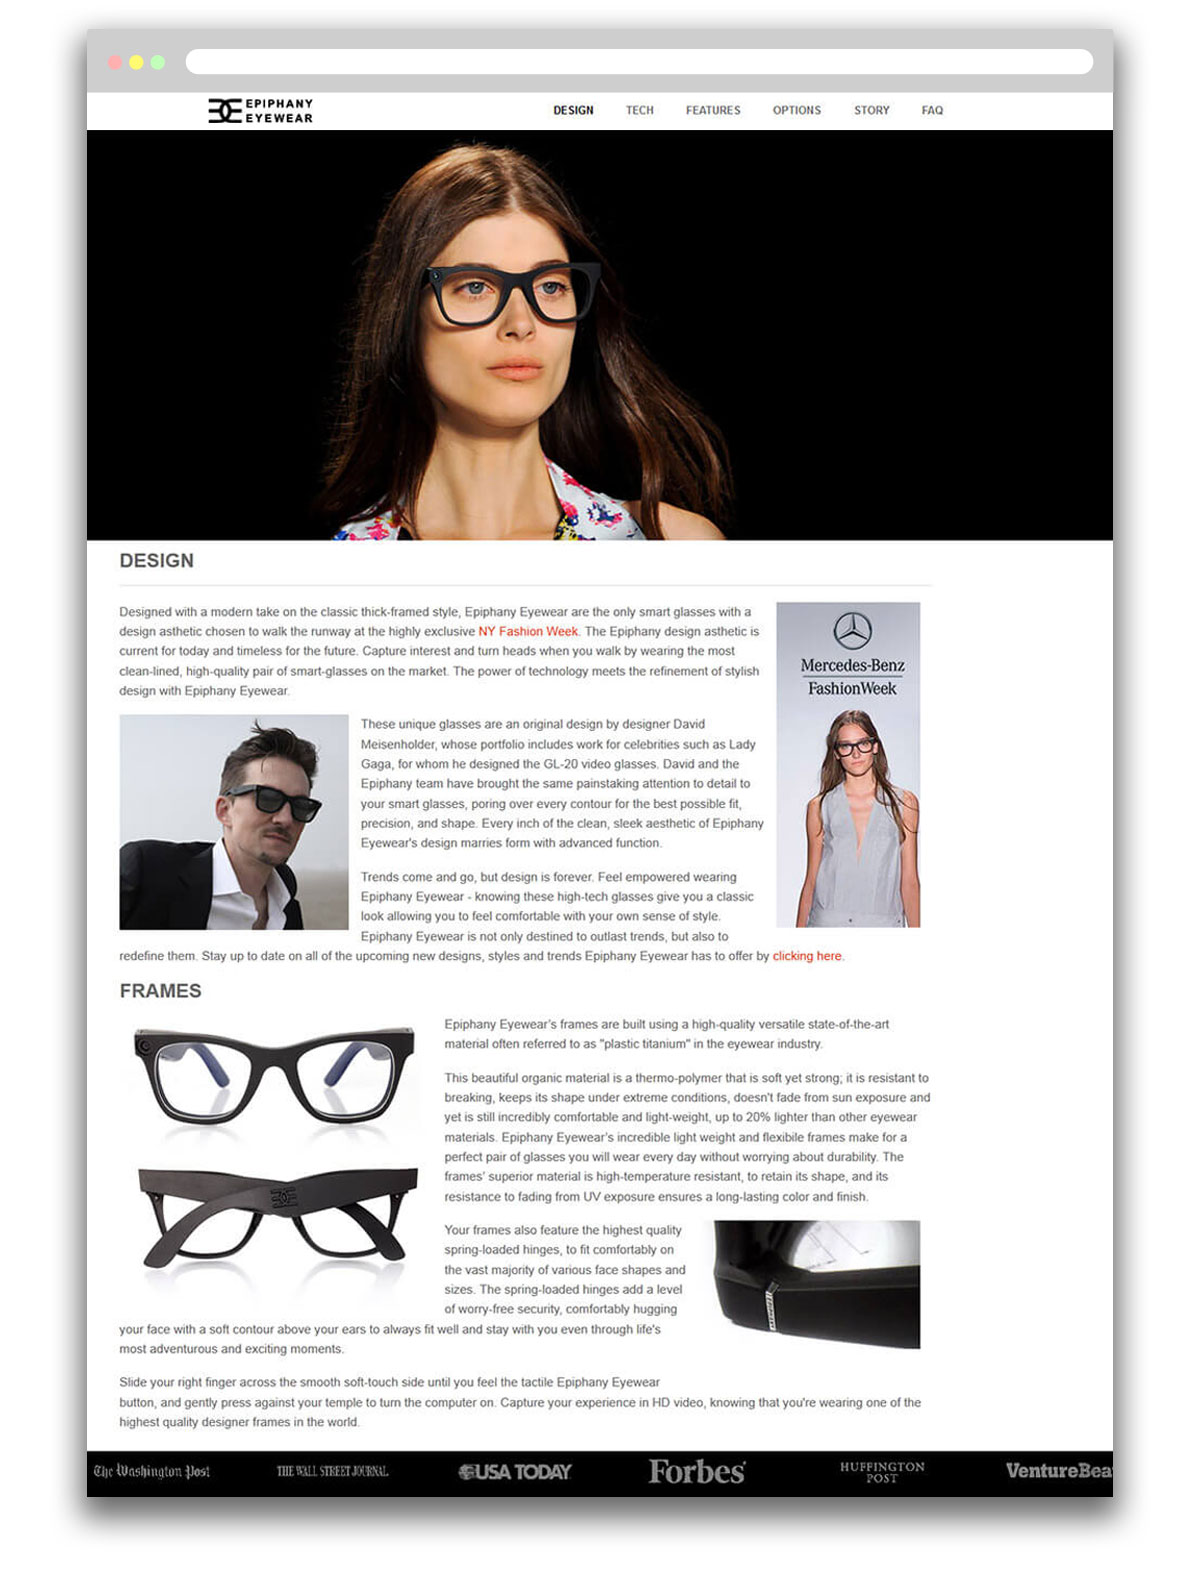 EPIPHANY
EYEWEAR
DESIGN TECH FEATURES OPTIONS STORY FAQ
DESIGN
Designed with a modern take on the classic thick-framed style, Epiphany Eyewear are the only smart glasses with a
design asthetic chosen to walk the runway at the highly exclusive NY Fashion Week. The Epiphany design asthetic is
current for today and timeless for the future. Capture interest and turn heads when you walk by wearing the most
clean-lined, high-quality pair of smart-glasses on the market. The power of technology meets the refinement of stylish
design with Epiphany Eyewear.
Mercedes-Benz
FashionWeek
These unique glasses are an original design by designer David
Meisenholder, whose portfolio includes work for celebrities such as Lady
Gaga, for whom he designed the GL-20 video glasses. David and the
Epiphany team have brought the same painstaking attention to detail to
your smart glasses, poring over every contour for the best possible fit,
precision, and shape. Every inch of the clean, sleek aesthetic of Epiphany
Eyewear's design marries form with advanced function.
Trends come and go, but design is forever. Feel empowered wearing
Epiphany Eyewear - knowing these high-tech glasses give you a classic
look allowing you to feel comfortable with your own sense of style.
Epiphany Eyewear is not only destined to outlast trends, but also to
redefine them. Stay up to date on all of the upcoming new designs, styles and trends Epiphany Eyewear has to offer by clicking here.
FRAMES
Epiphany Eyewear’s frames are built using a high-quality versatile state-of-the-art
material often referred to as "plastic titanium" in the eyewear industry.
This beautiful organic material is a thermo-polymer that is soft yet strong; it is resistant to
breaking, keeps its shape under extreme conditions, doesn't fade from sun exposure and
yet is still incredibly comfortable and light-weight, up to 20% lighter than other eyewear
materials. Epiphany Eyewear’s incredible light weight and flexibile frames make for a
perfect pair of glasses you will wear every day without worrying about durability. The
frames’ superior material is high-temperature resistant, to retain its shape, and its
resistance to fading from UV exposure ensures a long-lasting color and finish.
Your frames also feature the highest quality
spring-loaded hinges, to fit comfortably on
the vast majority of various face shapes and
sizes. The spring-loaded hinges add a level
of worry-free security, comfortably hugging
your face with a soft contour above your ears to always fit well and stay with you even through life's
most adventurous and exciting moments.
Slide your right finger across the smooth soft-touch side until you feel the tactile Epiphany Eyewear
button, and gently press against your temple to turn the computer on. Capture your experience in HD video, knowing that you're wearing one of the
highest quality designer frames in the world.
The Washington Post THE WALL STREET JOURNAL USA TODAY Forbes HUFFINGTON
POST VentureBea